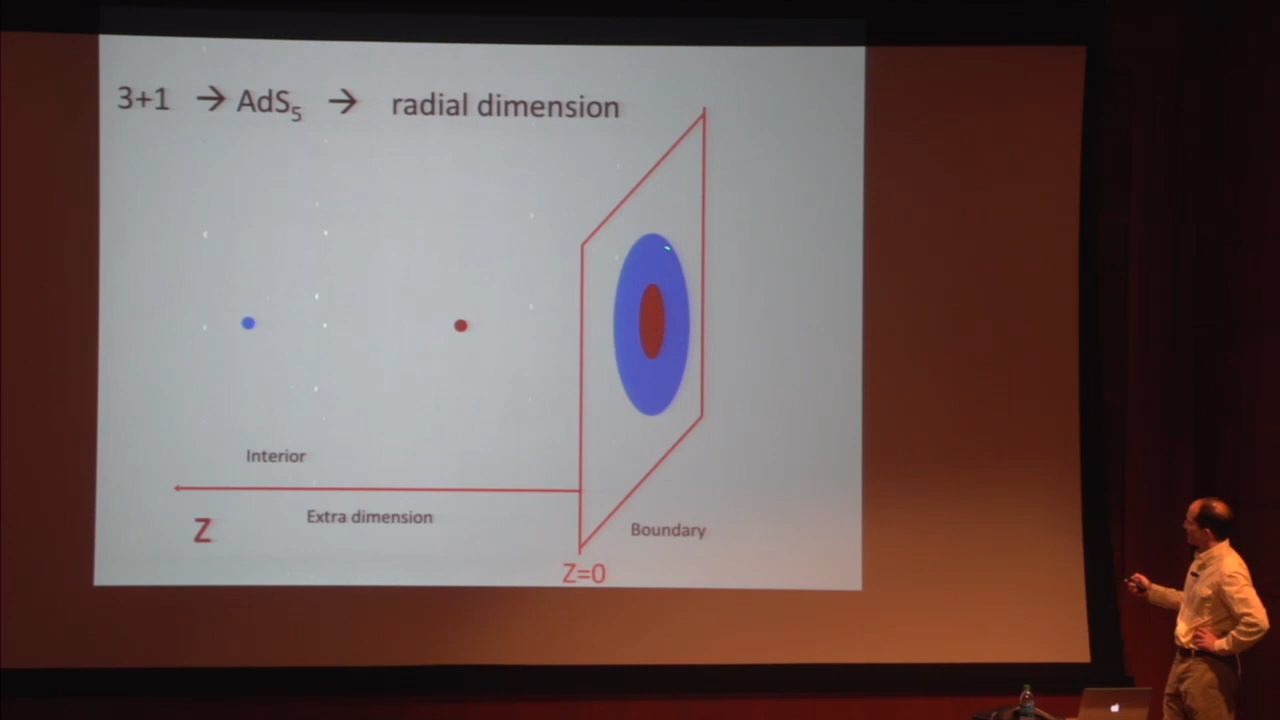 3+1 → AdS₅ → radial dimension
Interior
Extra dimension
Z
Boundary
Z=0